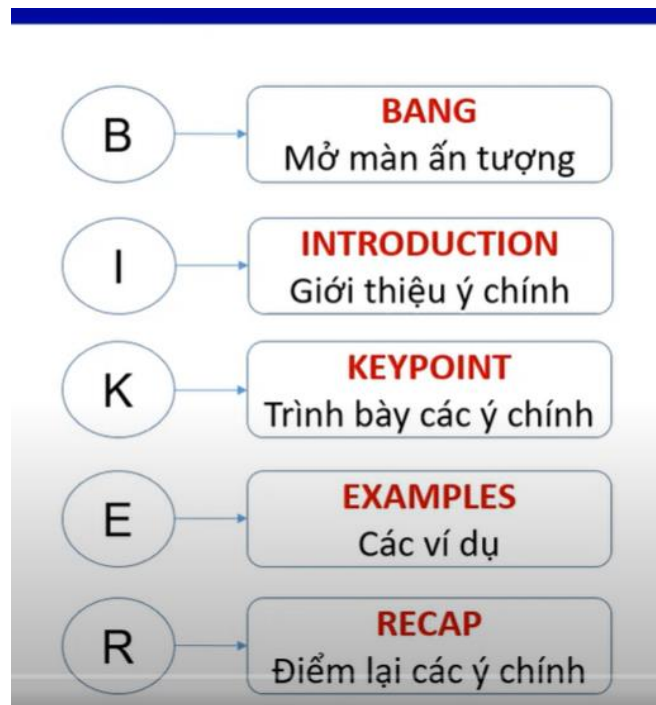 B
BANG
Mở màn ấn tượng
I
INTRODUCTION
Giới thiệu ý chính
K
KEYPOINT
Trình bày các ý chính
E
EXAMPLES
Các ví dụ
R
RECAP
Điểm lại các ý chính